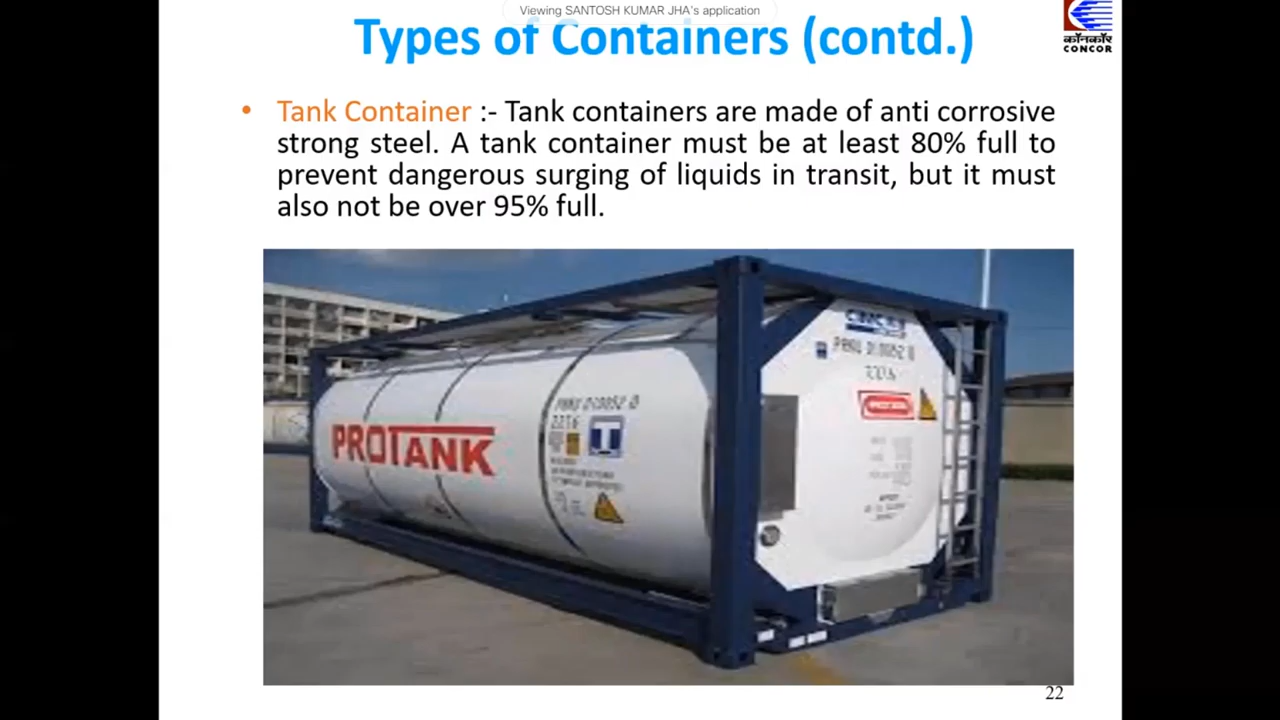 Viewing SANTOSH KUMAR JHA's application
Types of Containers (contd.)
कॉनकॉर
CONCOR
• Tank Container :- Tank containers are made of anti corrosive
strong steel. A tank container must be at least 80% full to
prevent dangerous surging of liquids in transit, but it must
also not be over 95% full.
PROTANK
22